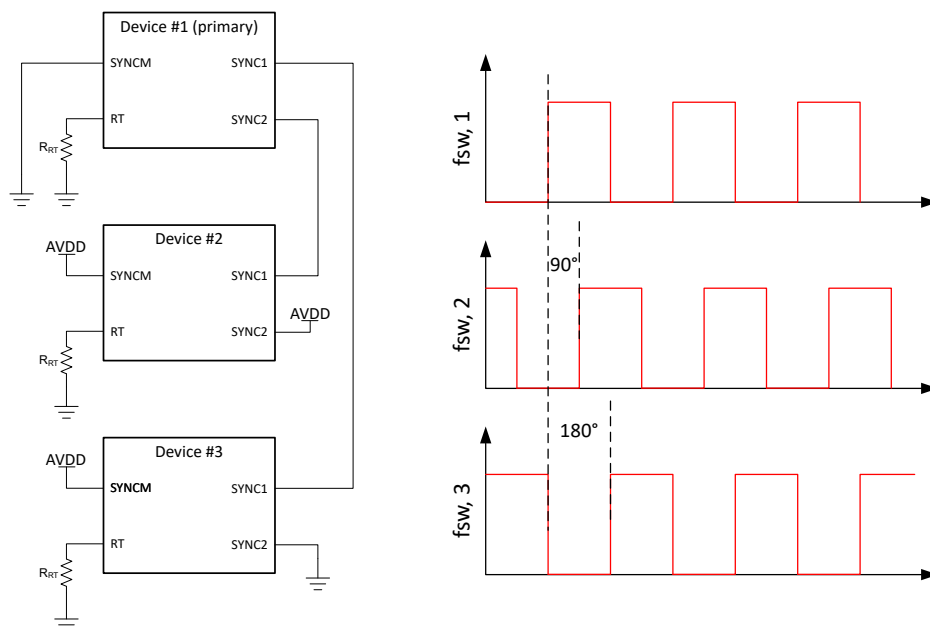 Device #1 (primary)
SYNCM
SYNC1
RT
SYNC2
RRT
Device #2
AVDD
SYNCM
SYNC1
AVDD
RT
SYNC2
RRT
Device #3
AVDD
SYNCM
SYNC1
RT
SYNC2
RRT
fsw, 1
90°
fsw, 2
180°
fsw, 3